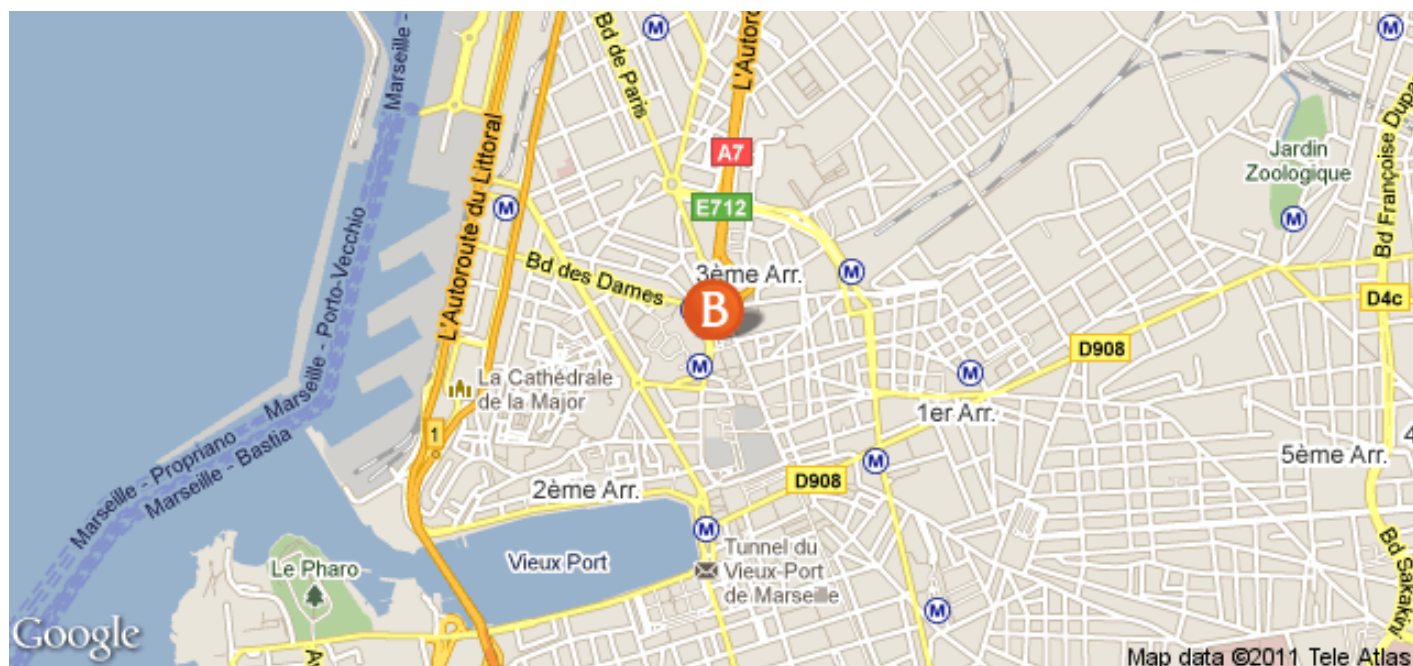 Bd de Paris
M
M
L'Autoroute
Marseille -
A7
L'Autoroute du Littoral
Jardin
Zoologique
Bd Françoise Dupa
E712
M
M
Marseille - Porto-Vecchio
Bd des Dames
3ème Arr.
M
B
D4c
D908
M
M
La Cathédrale
de la Major
1er Arr.
1
M
4
5ème Arr.
Marseille - Propriano
Marseille - Bastia
2ème Arr.
D908
M
Vieux Port
Tunnel du
Vieux-Port
de Marseille
Le Pharo
Bd Sakakiny
M
Google
Av
Map data ©2011 Tele Atlas